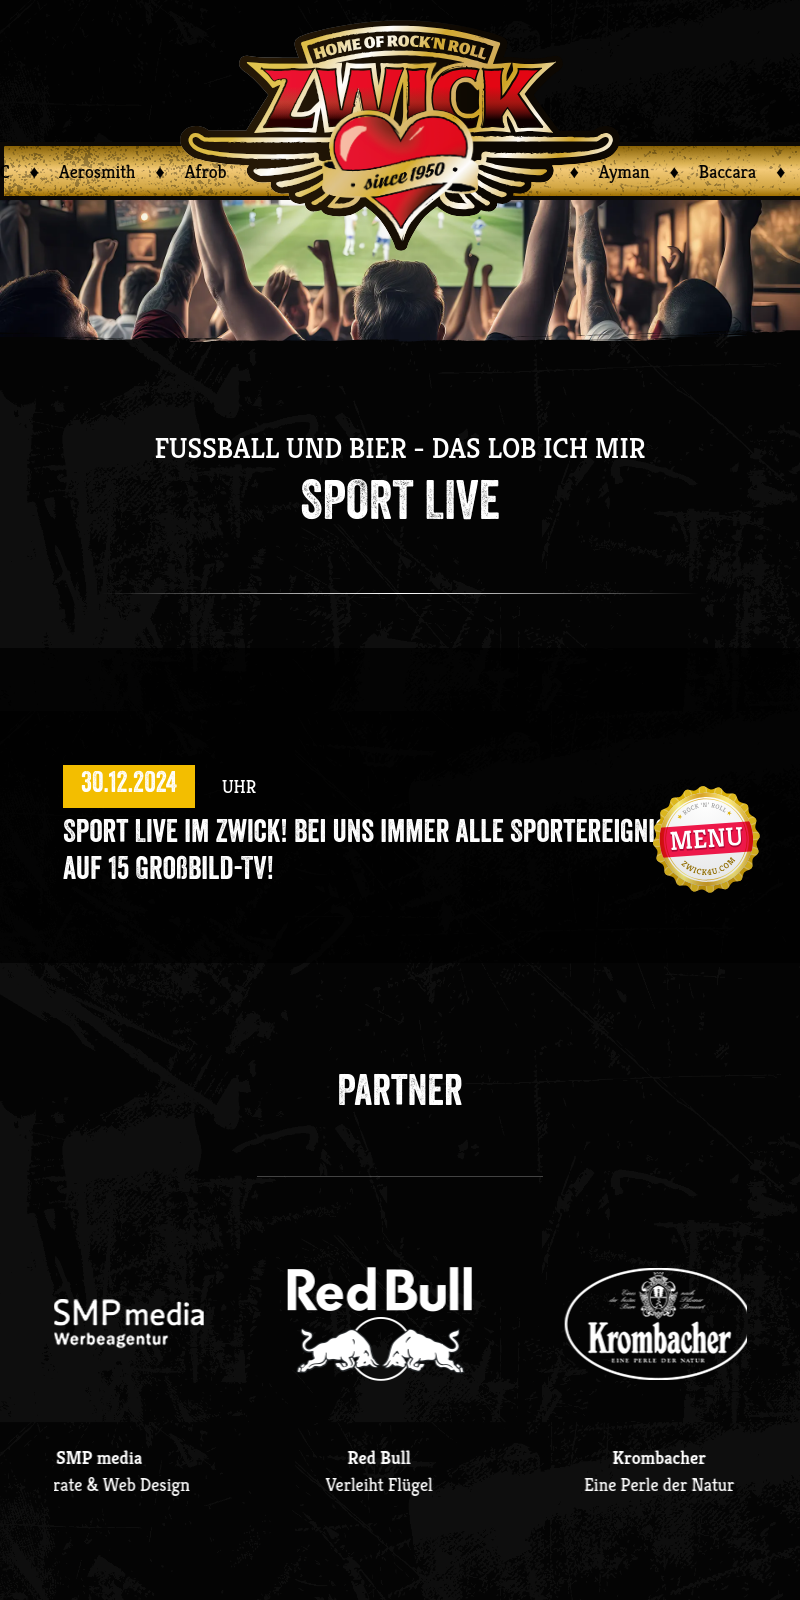 HOME OF ROCK'N ROLL
ZWICK
since 1950
♦ Aerosmith ♦ Afrob
♦ Ayman ♦ Baccara ♦
FUSSBALL UND BIER - DAS LOB ICH MIR
SPORT LIVE
30.12.2024 UHR
SPORT LIVE IM ZWICK! BEI UNS IMMER ALLE SPORTEREIGNI
AUF 15 GROßBILD-TV!
ROCK 'N' ROLL
MENU
ZWICK4U.COM
PARTNER
SMP media
Werbeagentur
Red Bull
Krombacher
EINE PERLE DER NATUR
SMP media
rate & Web Design
Red Bull
Verleiht Flügel
Krombacher
Eine Perle der Natur